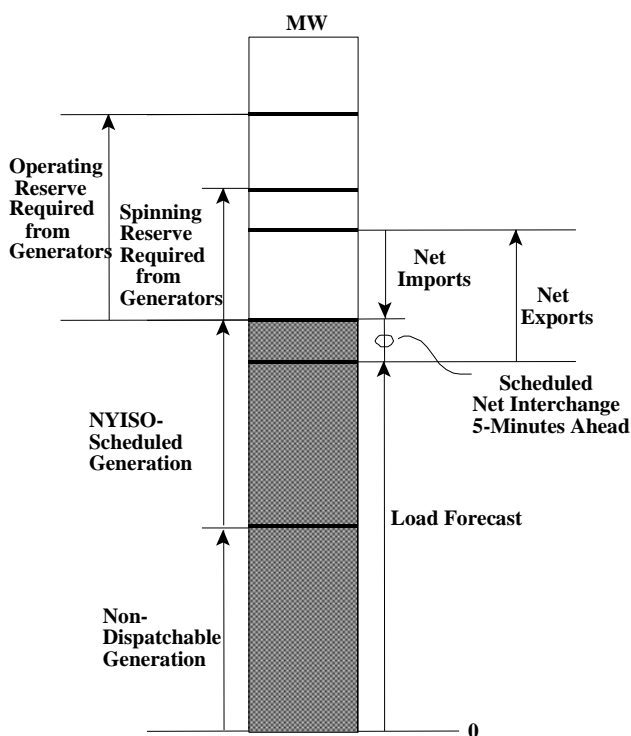 MW
Operating
Reserve
Required
from
Generators
Spinning
Reserve
Required
from
Generators
Net
Imports
Net
Exports
Scheduled
Net Interchange
5-Minutes Ahead
NYISO-
Scheduled
Generation
Load Forecast
Non-
Dispatchable
Generation
0